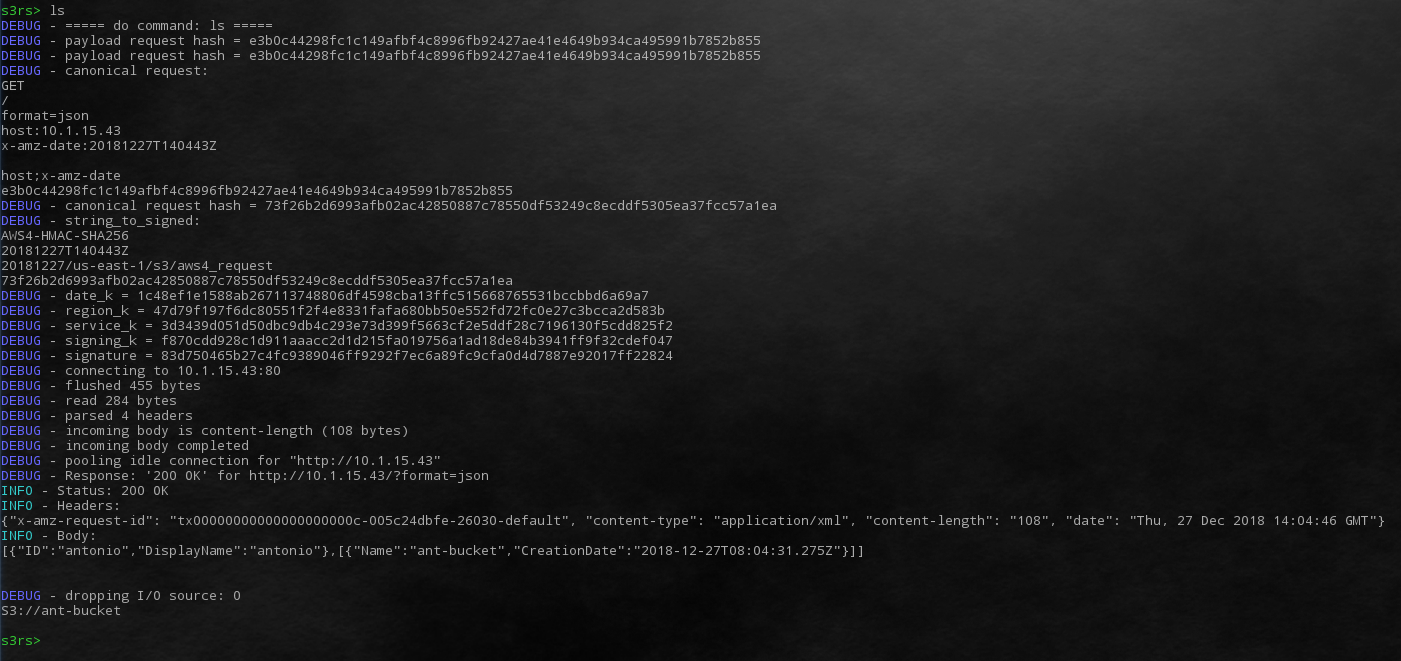 s3rs> ls
DEBUG - ===== do command: ls =====
DEBUG - payload request hash = e3b0c44298fc1c149afbf4c8996fb92427ae41e4649b934ca495991b7852b855
DEBUG - payload request hash = e3b0c44298fc1c149afbf4c8996fb92427ae41e4649b934ca495991b7852b855
DEBUG - canonical request:
GET
/
format=json
host:10.1.15.43
x-amz-date:20181227T140443Z
host;x-amz-date
e3b0c44298fc1c149afbf4c8996fb92427ae41e4649b934ca495991b7852b855
DEBUG - canonical request hash = 73f26b2d6993afb02ac42850887c78550df53249c8ecddf5305ea37fcc57a1ea
DEBUG - string_to_signed:
AWS4-HMAC-SHA256
20181227T140443Z
20181227/us-east-1/s3/aws4_request
73f26b2d6993afb02ac42850887c78550df53249c8ecddf5305ea37fcc57a1ea
DEBUG - date_k = 1c48ef1e1588ab267113748806df4598cba13ffc515668765531bccbbd6a69a7
DEBUG - region_k = 47d79f197f6dc80551f2f4e8331fafa680bb50e552fd72fc0e27c3bcca2d583b
DEBUG - service_k = 3d3439d051d50dbc9db4c293e73d399f5663cf2e5ddf28c7196130f5cdd825f2
DEBUG - signing_k = f870cdd928c1d911aaacc2d1d215fa019756a1ad18de84b3941ff9f32cdef047
DEBUG - signature = 83d750465b27c4fc9389046ff9292f7ec6a89fc9cfa0d4d7887e92017ff22824
DEBUG - connecting to 10.1.15.43:80
DEBUG - flushed 455 bytes
DEBUG - read 284 bytes
DEBUG - parsed 4 headers
DEBUG - incoming body is content-length (108 bytes)
DEBUG - incoming body completed
DEBUG - pooling idle connection for "http://10.1.15.43"
DEBUG - Response: '200 OK' for http://10.1.15.43/?format=json
INFO - Status: 200 OK
INFO - Headers:
{"x-amz-request-id": "tx00000000000000000000c-005c24dbfe-26030-default", "content-type": "application/xml", "content-length": "108", "date": "Thu, 27 Dec 2018 14:04:46 GMT"}
INFO - Body:
[{"ID":"antonio","DisplayName":"antonio"},[{"Name":"ant-bucket","CreationDate":"2018-12-27T08:04:31.275Z"}]]
DEBUG - dropping I/O source: 0
S3://ant-bucket
s3rs>